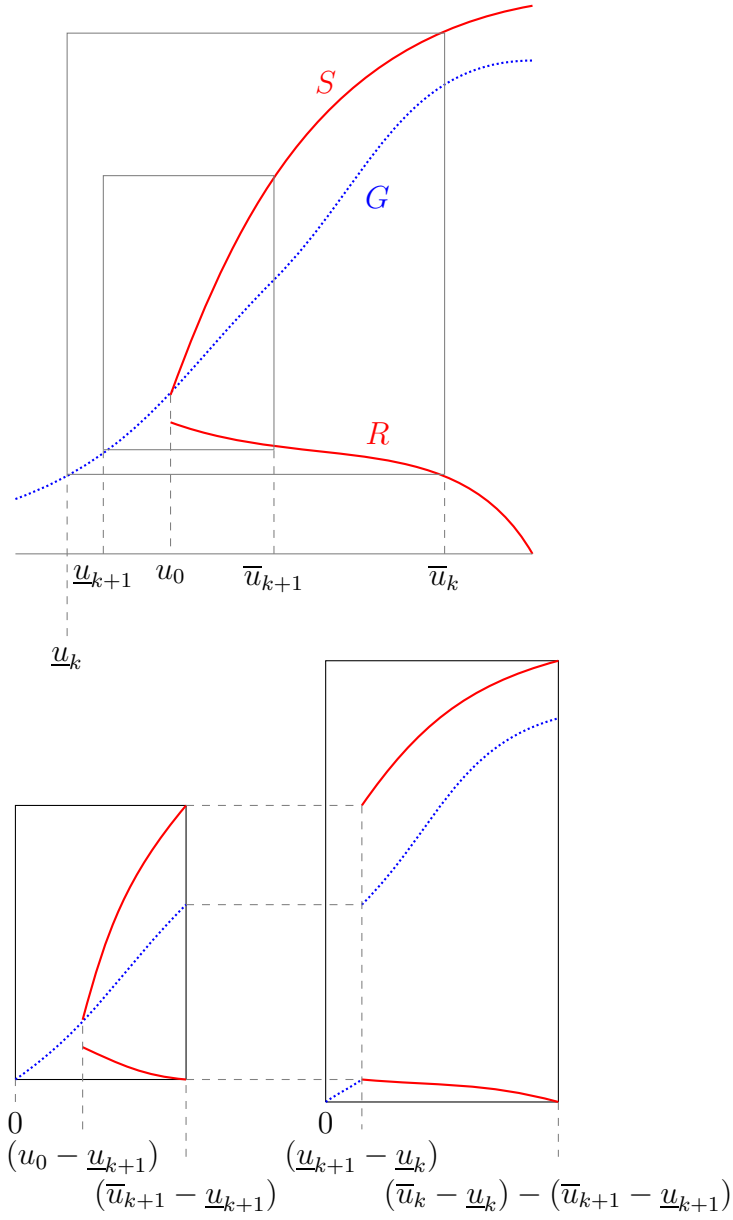 S
G
R
u̲ₖ₊₁ u₀ u̅ₖ₊₁ u̅ₖ
u̲ₖ
0 0
(u₀ − u̲ₖ₊₁) (u̲ₖ₊₁ − u̲ₖ)
(u̅ₖ₊₁ − u̲ₖ₊₁) (u̅ₖ − u̲ₖ) − (u̅ₖ₊₁ − u̲ₖ₊₁)